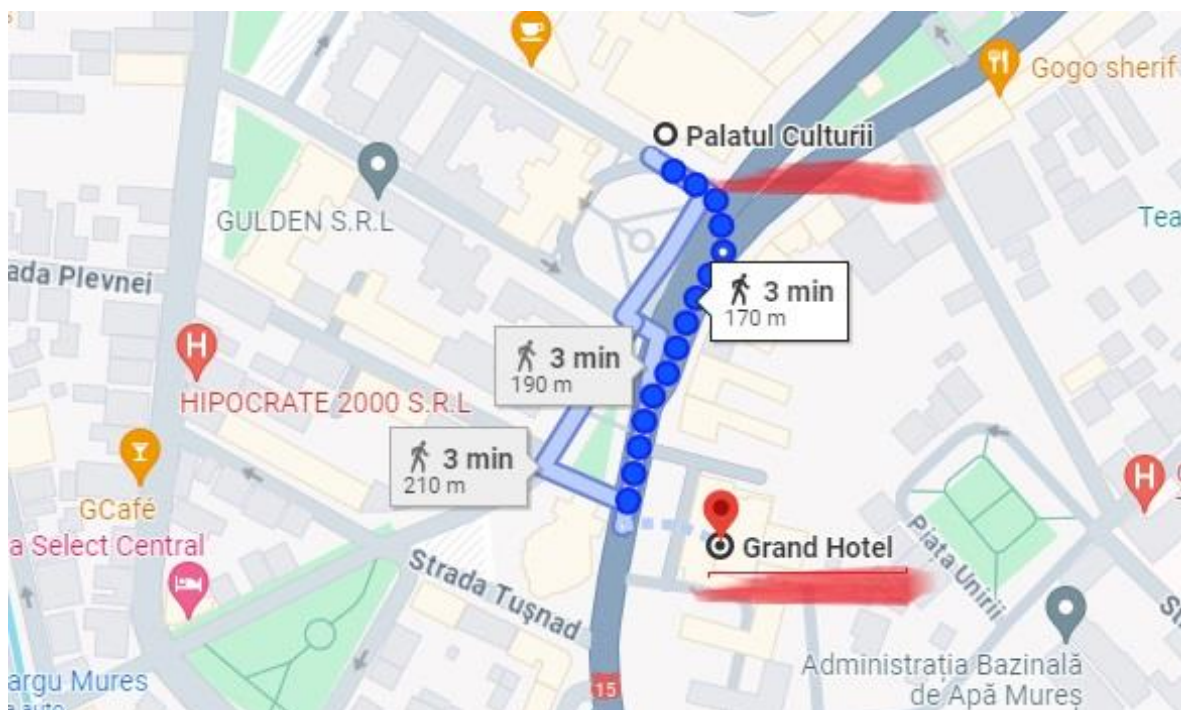 Gogo sherif
Palatul Culturii
GULDEN S.R.L
Tea
ada Plevnei
3 min
170 m
3 min
190 m
HIPOCRATE 2000 S.R.L
3 min
210 m
GCafé
a Select Central
Grand Hotel
Piața Unirii
Strada Tușnad
Administrația Bazinală
de Apă Mureș
argu Mures
15